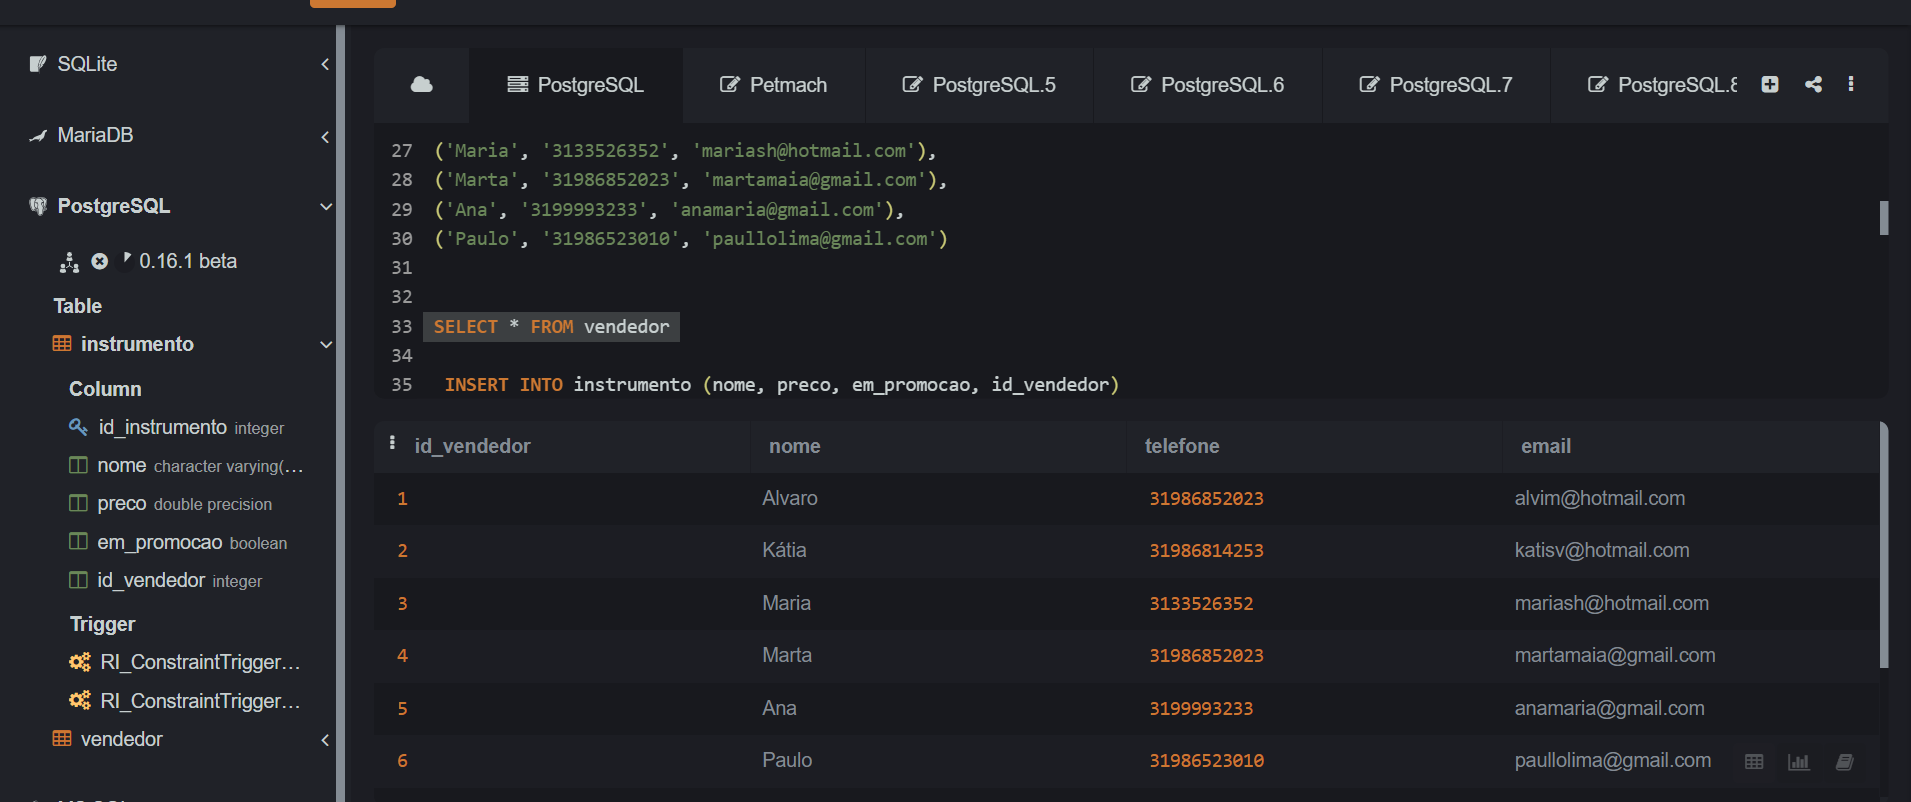 SQLite
MariaDB
PostgreSQL
0.16.1 beta
Table
instrumento
Column
id_instrumento integer
nome character varying(…
preco double precision
em_promocao boolean
id_vendedor integer
Trigger
RI_ConstraintTrigger…
RI_ConstraintTrigger…
vendedor
PostgreSQL Petmach PostgreSQL.5 PostgreSQL.6 PostgreSQL.7 PostgreSQL.8
27 ('Maria', '3133526352', 'mariash@hotmail.com'),
28 ('Marta', '31986852023', 'martamaia@gmail.com'),
29 ('Ana', '3199993233', 'anamaria@gmail.com'),
30 ('Paulo', '31986523010', 'paullolima@gmail.com')
31
32
33 SELECT * FROM vendedor
34
35 INSERT INTO instrumento (nome, preco, em_promocao, id_vendedor)
id_vendedor nome telefone email
1 Alvaro 31986852023 alvim@hotmail.com
2 Kátia 31986814253 katisv@hotmail.com
3 Maria 3133526352 mariash@hotmail.com
4 Marta 31986852023 martamaia@gmail.com
5 Ana 3199993233 anamaria@gmail.com
6 Paulo 31986523010 paullolima@gmail.com